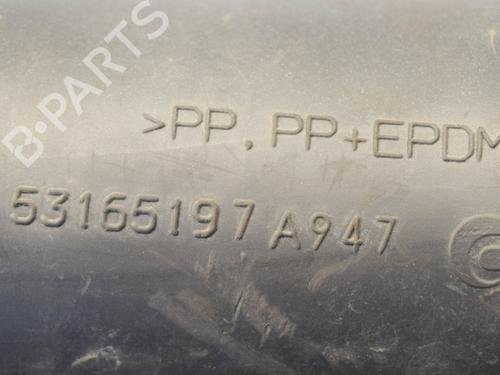 B-PARTS
>PP, PP+EPDM
53165197 A947
©